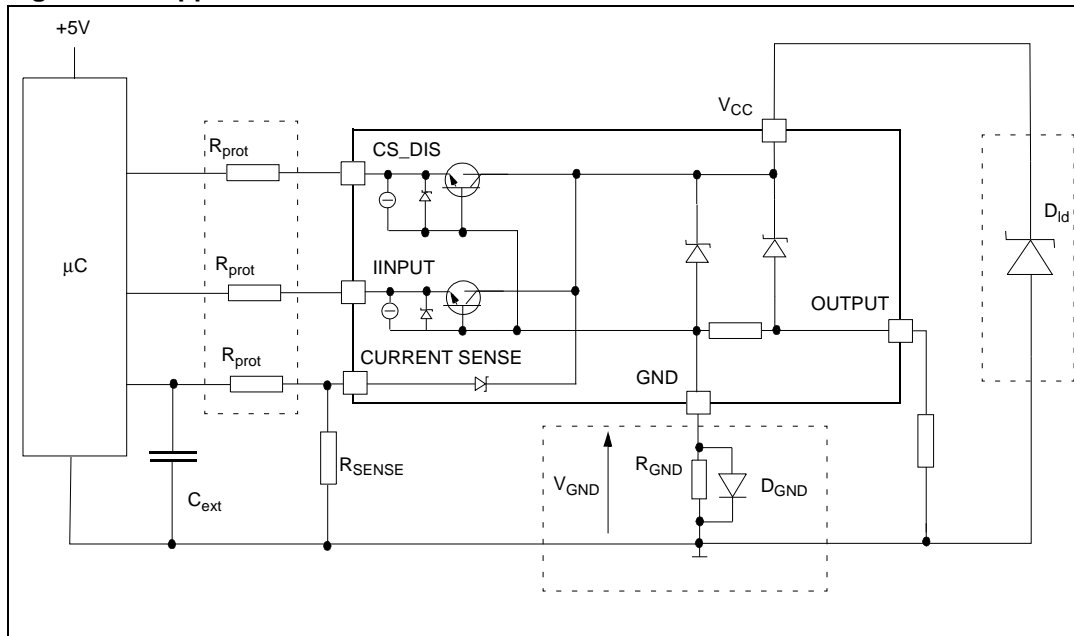 +5V
μC
Rprot
Rprot
Rprot
CS_DIS
IINPUT
CURRENT SENSE
VCC
OUTPUT
GND
Dld
RSENSE
Cext
VGND
RGND
DGND